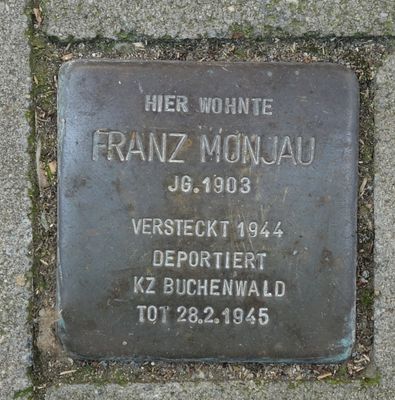 HIER WOHNTE
FRANZ MONJAU
JG. 1903
VERSTECKT 1944
DEPORTIERT
KZ BUCHENWALD
TOT 28.2.1945